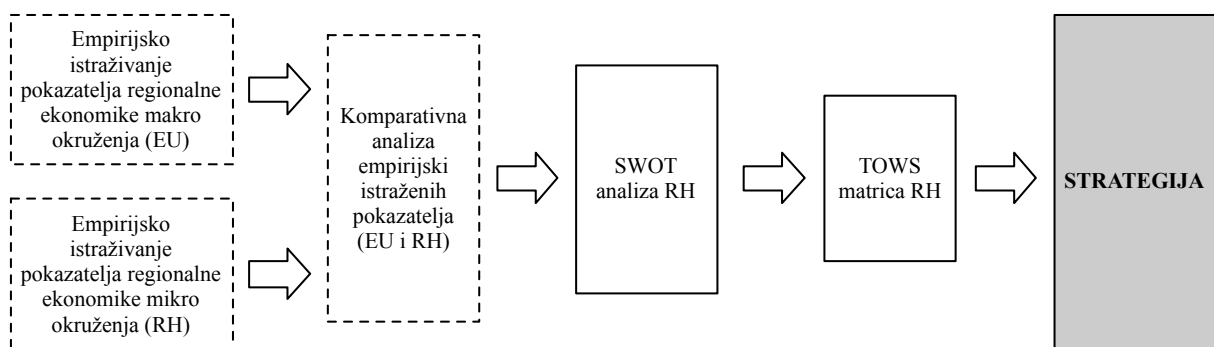 Empirijsko
istraživanje
pokazatelja regionalne
ekonomike makro
okruženja (EU)
Empirijsko
istraživanje
pokazatelja regionalne
ekonomike mikro
okruženja (RH)
Komparativna
analiza
empirijski
istraženih
pokazatelja
(EU i RH)
SWOT
analiza RH
TOWS
matrica RH
STRATEGIJA